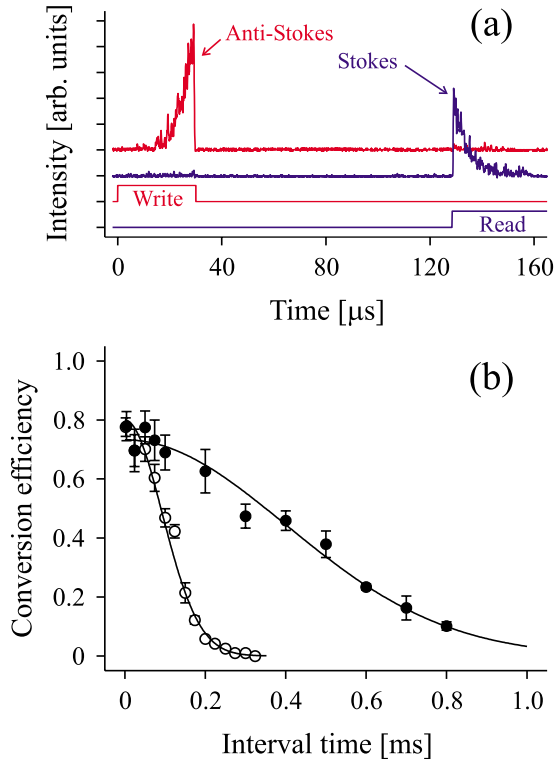 (a)
Anti-Stokes
Stokes
Intensity [arb. units]
Write
Read
0 40 80 120 160
Time [μs]
(b)
1.0
0.8
0.6
0.4
0.2
0
Conversion efficiency
0 0.2 0.4 0.6 0.8 1.0
Interval time [ms]